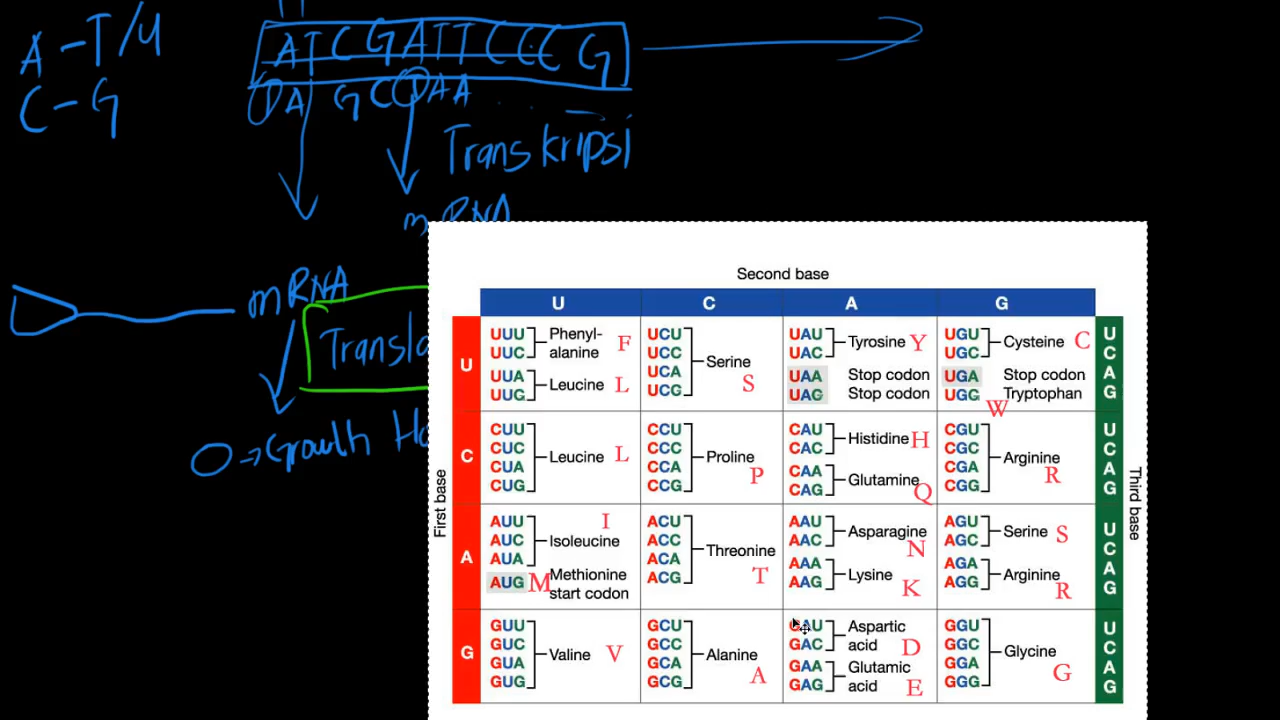 A - T/U
C - G
ATCGATTCCCG
Transkripsi
mRNA
mRNA
Transla
O => Growth Ho
Second base
U C A G
First base
Third base
U
UUU
UUC
Phenyl-
alanine
F
UUA
UUG
Leucine
L
UCU
UCC
UCA
UCG
Serine
S
UAU
UAC
Tyrosine
Y
UAA Stop codon
UAG Stop codon
UGU
UGC
Cysteine
C
UGA Stop codon
UGG Tryptophan
W
U
C
A
G
C
CUU
CUC
CUA
CUG
Leucine
L
CCU
CCC
CCA
CCG
Proline
P
CAU
CAC
Histidine
H
CAA
CAG
Glutamine
Q
CGU
CGC
CGA
CGG
Arginine
R
U
C
A
G
A
AUU
AUC
AUA
Isoleucine
I
AUG
M
Methionine
start codon
ACU
ACC
ACA
ACG
Threonine
T
AAU
AAC
Asparagine
N
AAA
AAG
Lysine
K
AGU
AGC
Serine
S
AGA
AGG
Arginine
R
U
C
A
G
G
GUU
GUC
GUA
GUG
Valine
V
GCU
GCC
GCA
GCG
Alanine
A
GAU
GAC
Aspartic
acid
D
GAA
GAG
Glutamic
acid
E
GGU
GGC
GGA
GGG
Glycine
G
U
C
A
G